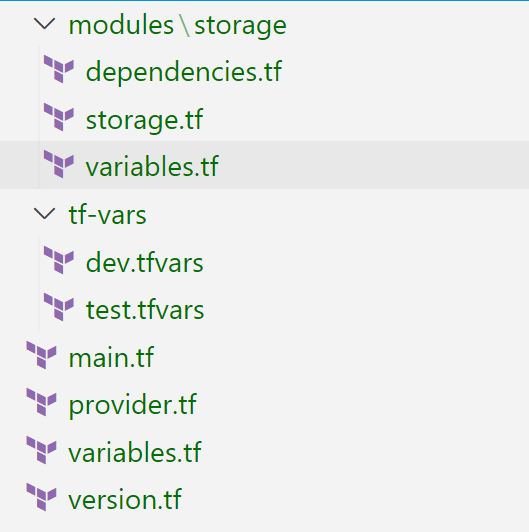 modules\storage
dependencies.tf
storage.tf
variables.tf
tf-vars
dev.tfvars
test.tfvars
main.tf
provider.tf
variables.tf
version.tf